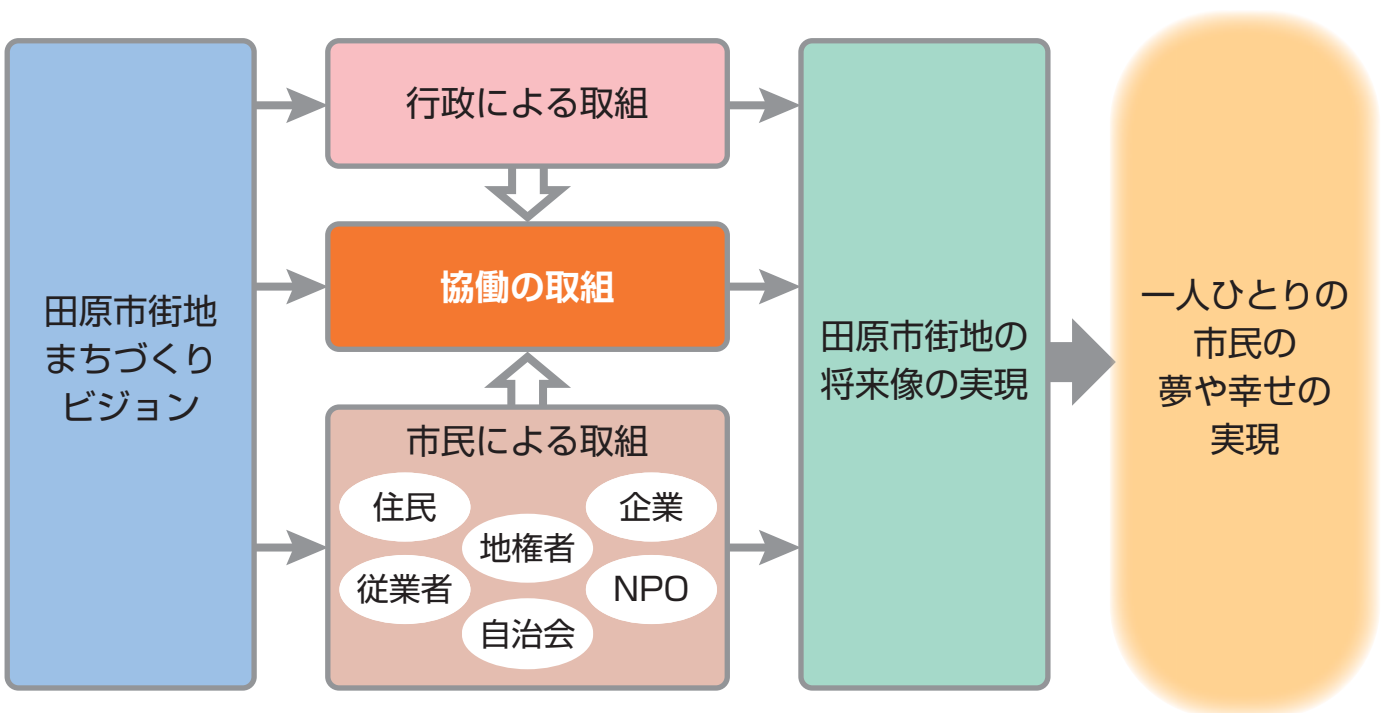 田原市街地
まちづくり
ビジョン
行政による取組
協働の取組
市民による取組
住民
企業
地権者
従業者
NPO
自治会
田原市街地の
将来像の実現
一人ひとりの
市民の
夢や幸せの
実現